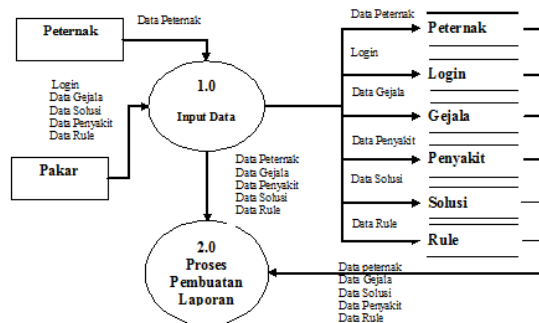 Peternak
Data Peternak
Login
Data Gejala
Data Solusi
Data Penyakit
Data Rule
Pakar
1.0
Input Data
Data Peternak
Peternak
Login
Login
Data Gejala
Gejala
Data Penyakit
Penyakit
Data Solusi
Solusi
Data Rule
Rule
Data Peternak
Data Gejala
Data Penyakit
Data Solusi
Data Rule
2.0
Proses
Pembuatan
Laporan
Data peternak
Data Gejala
Data Solusi
Data Penyakit
Data Rule